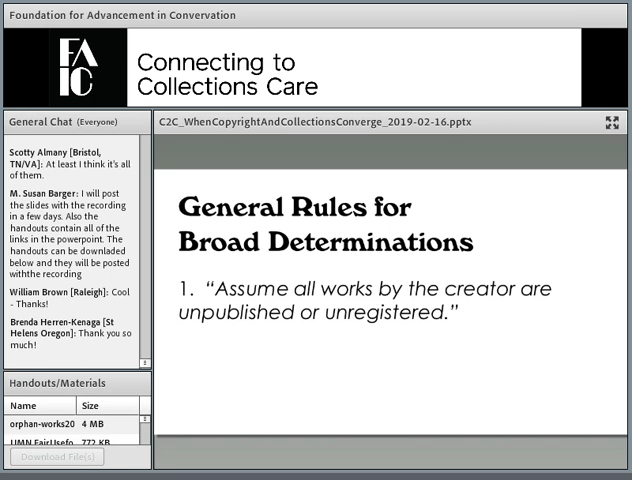 Foundation for Advancement in Convervation
FA
IC
Connecting to
Collections Care
General Chat (Everyone)
Scotty Almany [Bristol,
TN/VA]: At least I think it's all
of them.
M. Susan Barger: I will post
the slides with the recording
in a few days. Also the
handouts contain all of the
links in the powerpoint. The
handouts can be downladed
below and they will be posted
withthe recording
William Brown [Raleigh]: Cool
- Thanks!
Brenda Herren-Kenaga [St
Helens Oregon]: Thank you so
much!
Handouts/Materials
Name Size
orphan-works20 4 MB
UMN FairUsefo 772 KB
Download File(s)
C2C_WhenCopyrightAndCollectionsConverge_2019-02-16.pptx
General Rules for
Broad Determinations
1. “Assume all works by the creator are
unpublished or unregistered.”